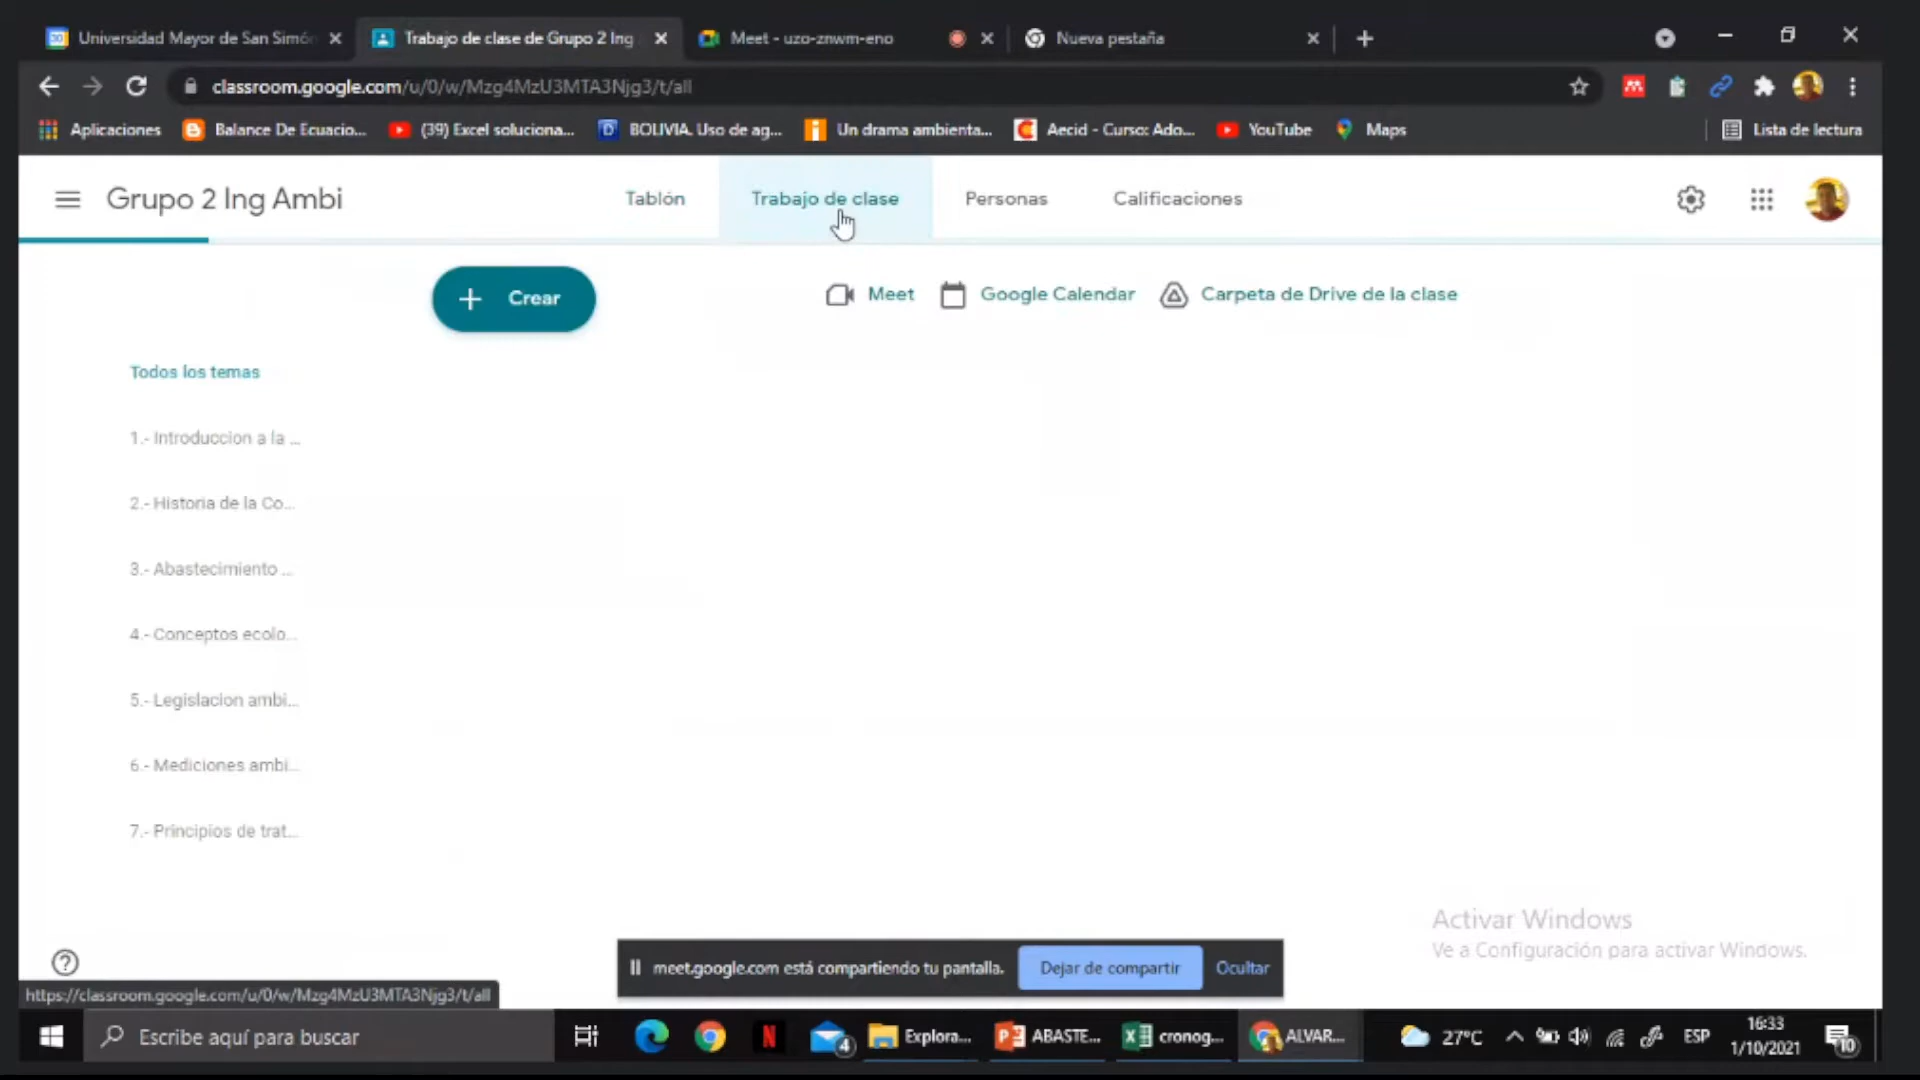 Universidad Mayor de San Simón
Trabajo de clase de Grupo 2 Ing
Meet - uzo-znwm-eno
Nueva pestaña
classroom.google.com/u/0/w/Mzg4MzU3MTA3Njg3/t/all
Aplicaciones
Balance De Ecuacio...
(39) Excel soluciona...
BOLIVIA. Uso de ag...
Un drama ambienta...
Aecid - Curso: Ado...
YouTube
Maps
Lista de lectura
Grupo 2 Ing Ambi
Tablón
Trabajo de clase
Personas
Calificaciones
Crear
Meet
Google Calendar
Carpeta de Drive de la clase
Todos los temas
1.- Introduccion a la ...
2.- Historia de la Co...
3.- Abastecimiento ...
4.- Conceptos ecolo...
5.- Legislacion ambi...
6.- Mediciones ambi...
7.- Principios de trat...
Activar Windows
Ve a Configuración para activar Windows.
meet.google.com está compartiendo tu pantalla.
Dejar de compartir
Ocultar
https://classroom.google.com/u/0/w/Mzg4MzU3MTA3Njg3/t/all
Escribe aquí para buscar
4
Explora...
ABASTE...
cronog...
ALVAR...
27°C
ESP
16:33
1/10/2021
10